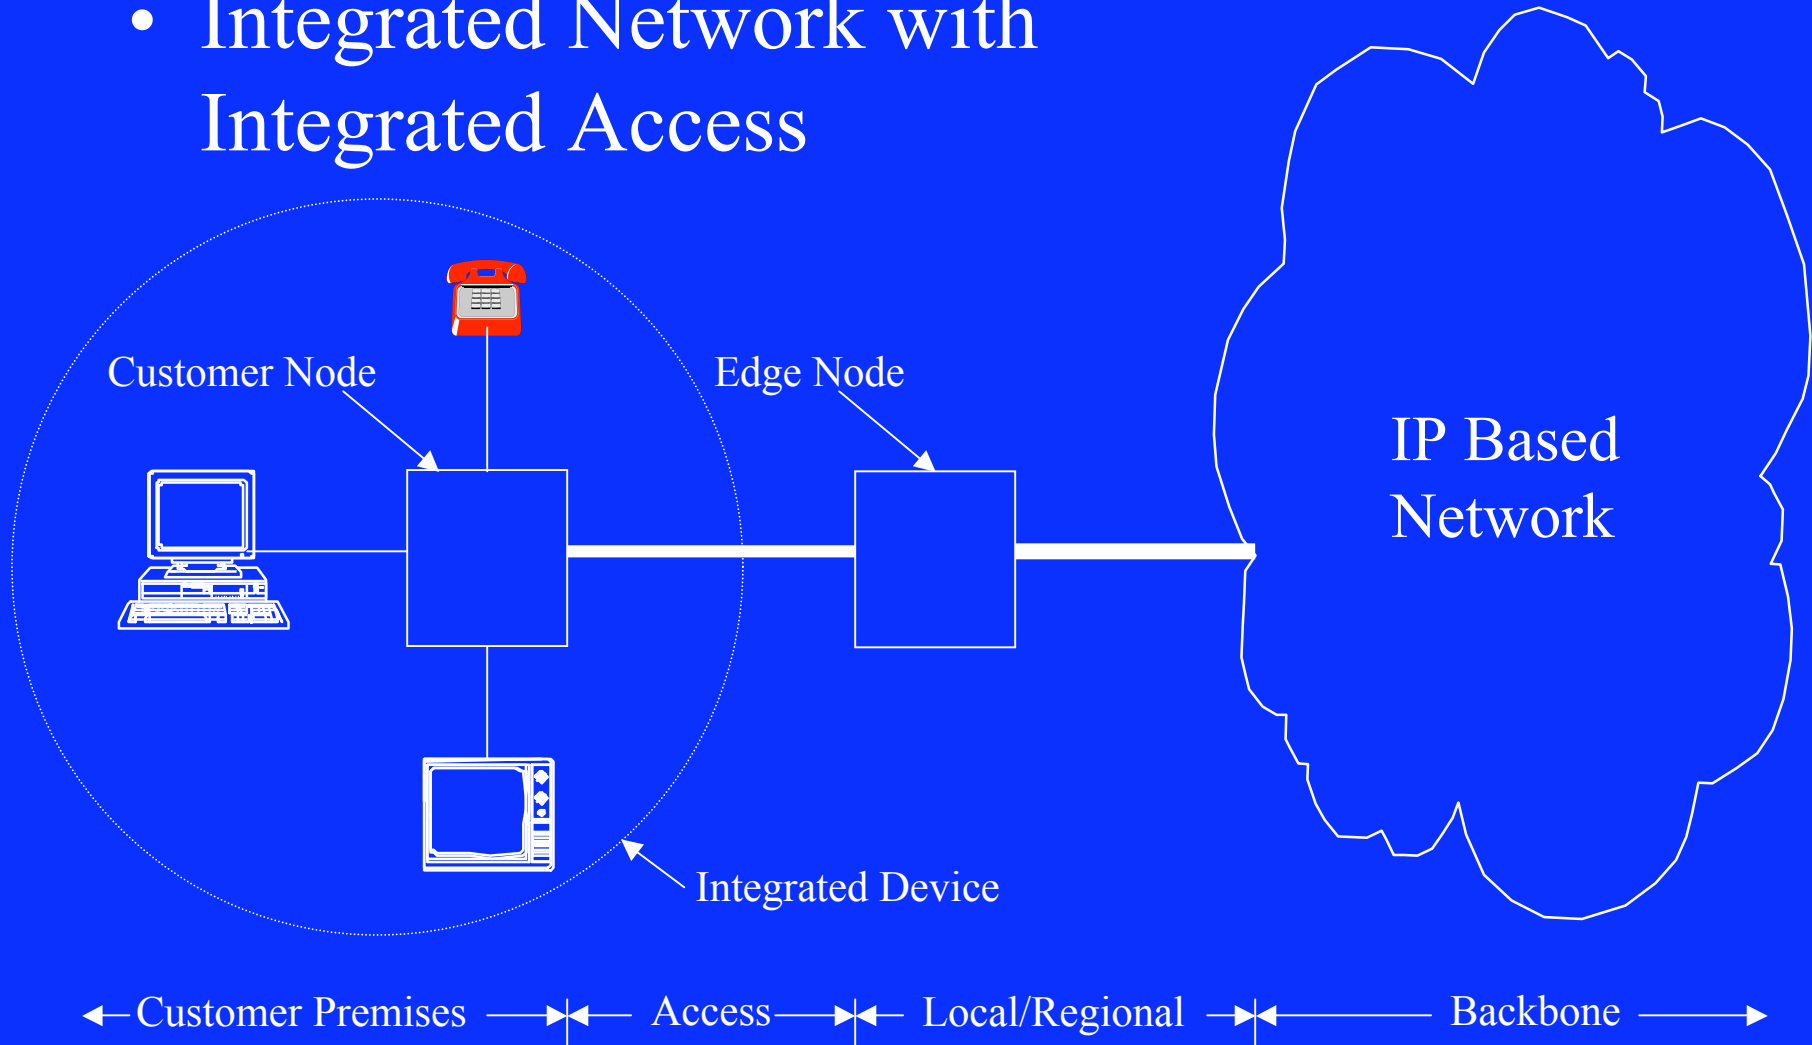 • Integrated Network with
Integrated Access
Customer Node
Edge Node
IP Based
Network
Integrated Device
Customer Premises
Access
Local/Regional
Backbone